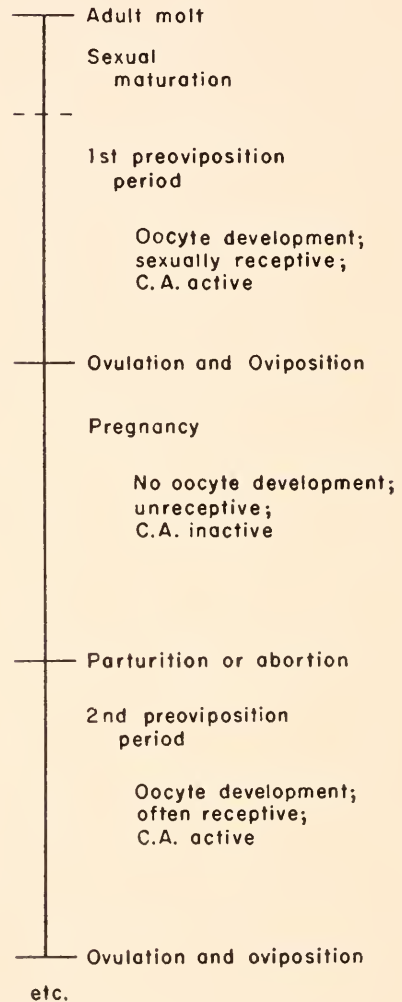 Adult molt
Sexual
maturation
1st preoviposition
period
Oocyte development;
sexually receptive;
C.A. active
Ovulation and Oviposition
Pregnancy
No oocyte development;
unreceptive;
C.A. inactive
Parturition or abortion
2nd preoviposition
period
Oocyte development;
often receptive;
C.A. active
Ovulation and oviposition
etc.